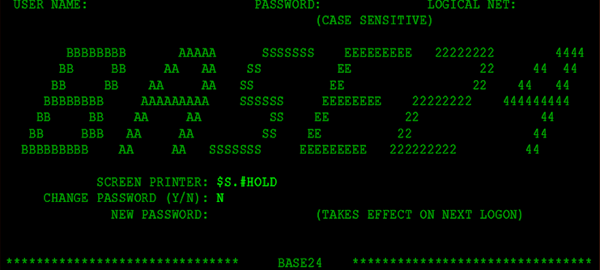 USER NAME: PASSWORD: LOGICAL NET:
(CASE SENSITIVE)
BBBBBBBB AAAAA SSSSSSS EEEEEEEEE 22222222 4444
BB BB AA AA SS EE 22 44 44
BB BB AA AA SS EE 22 44 44
BBBBBBBB AAAAAAAAA SSSSSS EEEEEEEE 22222222 444444444
BB BB AA AA SS EE 22 44
BB BBB AA AA SS EE 22 44
BBBBBBBBB AA AA SSSSSSS EEEEEEEEE 222222222 44
SCREEN PRINTER: $S.#HOLD
CHANGE PASSWORD (Y/N): N
NEW PASSWORD: (TAKES EFFECT ON NEXT LOGON)
******************************* BASE24 ********************************